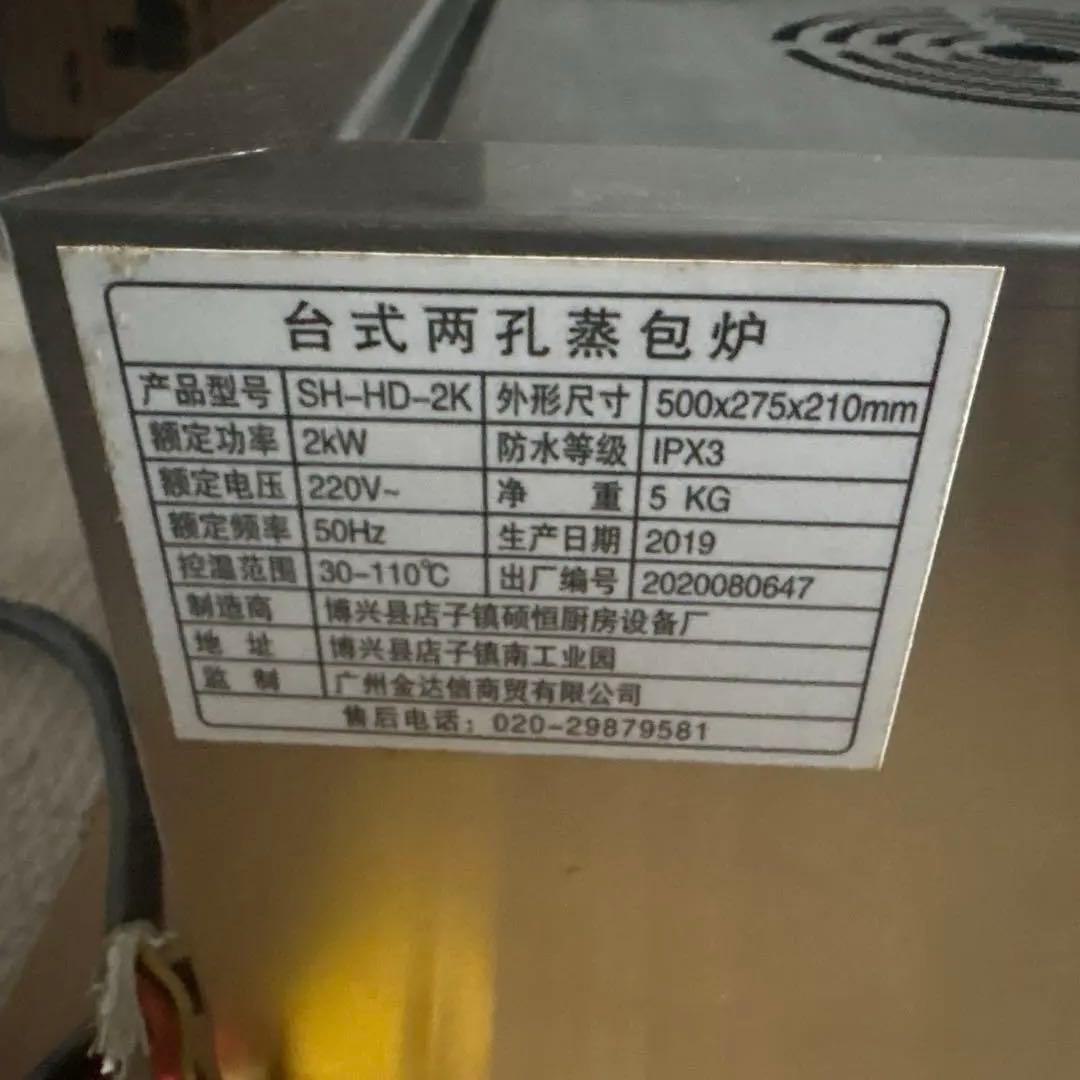 台式两孔蒸包炉
产品型号 SH-HD-2K 外形尺寸 500x275x210mm
额定功率 2kW 防水等级 IPX3
额定电压 220V~ 净 重 5 KG
额定频率 50Hz 生产日期 2019
控温范围 30-110℃ 出厂编号 2020080647
制造商 博兴县店子镇硕恒厨房设备厂
地 址 博兴县店子镇南工业园
监 制 广州金达信商贸有限公司
售后电话：020-29879581